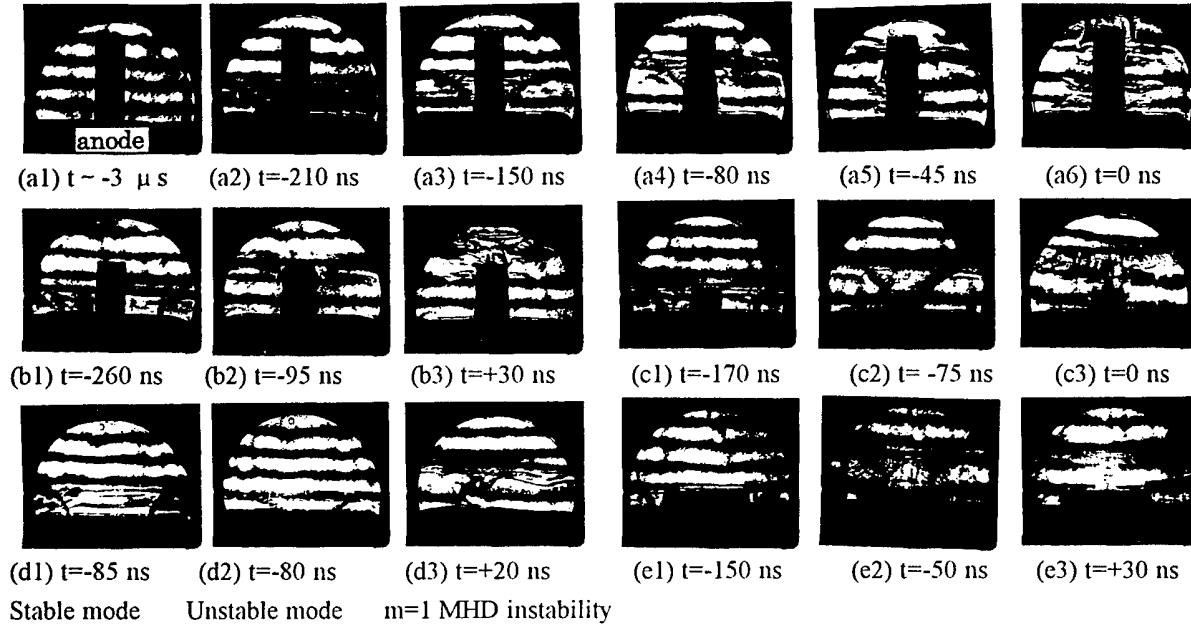 anode
(a1) t ~ -3 μ s (a2) t=-210 ns (a3) t=-150 ns (a4) t=-80 ns (a5) t=-45 ns (a6) t=0 ns
(b1) t=-260 ns (b2) t=-95 ns (b3) t=+30 ns (c1) t=-170 ns (c2) t= -75 ns (c3) t=0 ns
(d1) t=-85 ns (d2) t=-80 ns (d3) t=+20 ns (e1) t=-150 ns (e2) t=-50 ns (e3) t=+30 ns
Stable mode Unstable mode m=1 MHD instability